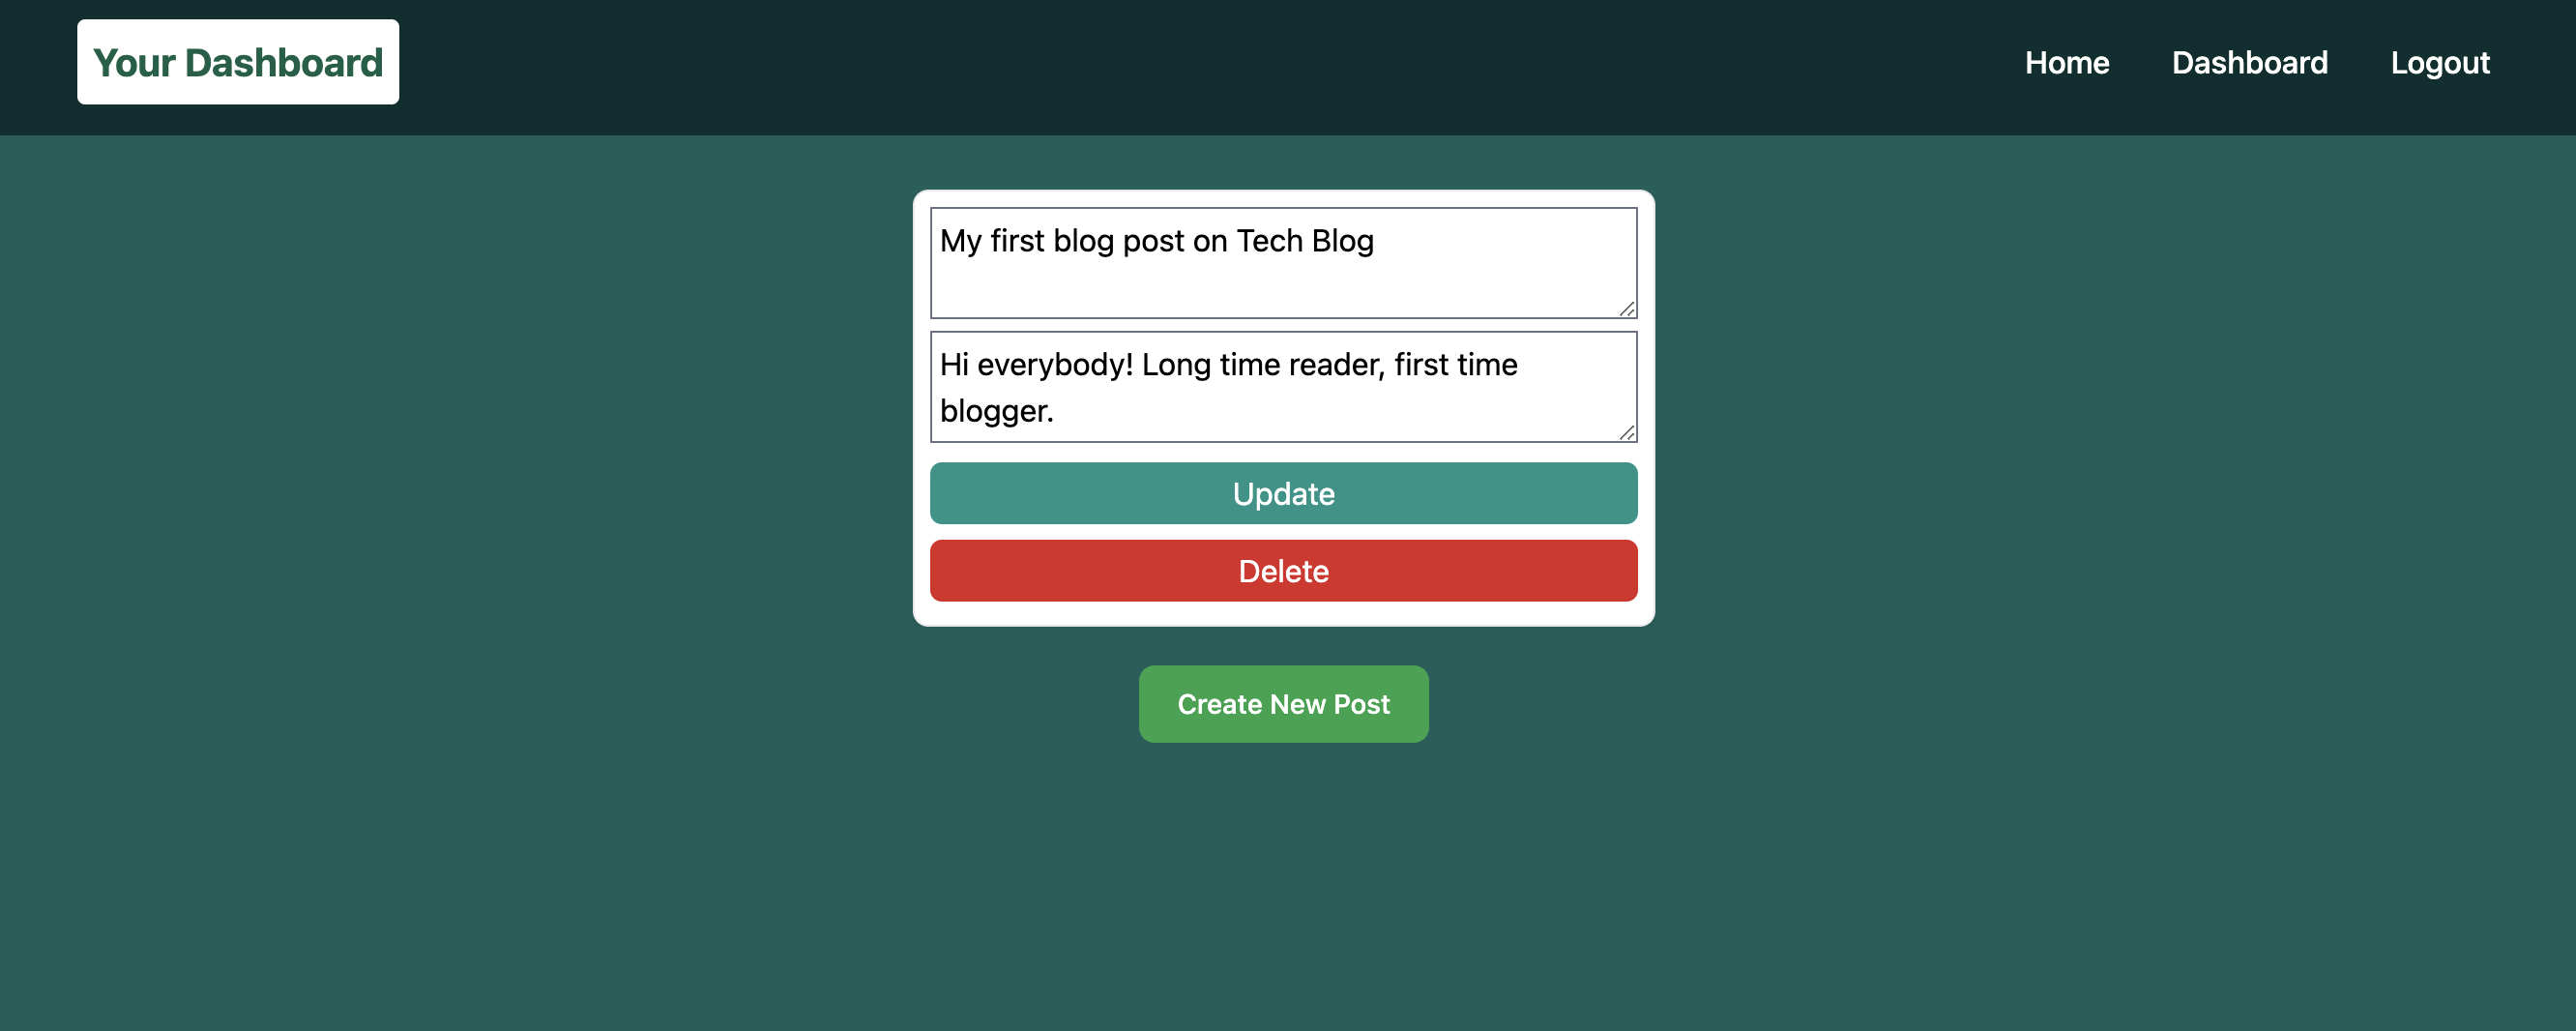 Your Dashboard
Home Dashboard Logout
My first blog post on Tech Blog
Hi everybody! Long time reader, first time
blogger.
Update
Delete
Create New Post